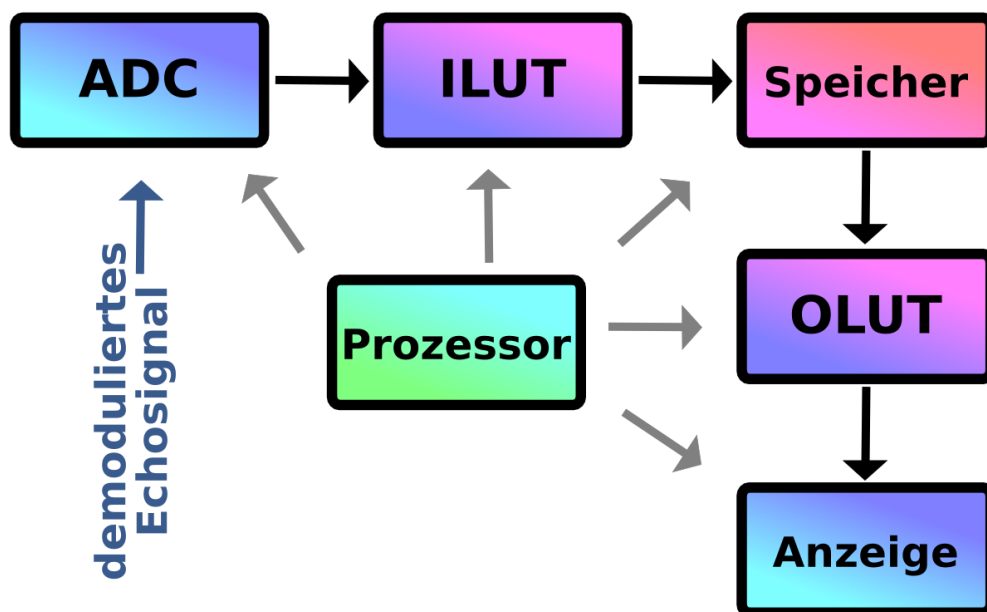 ADC
ILUT
Speicher
demoduliertes
Echosignal
Prozessor
OLUT
Anzeige